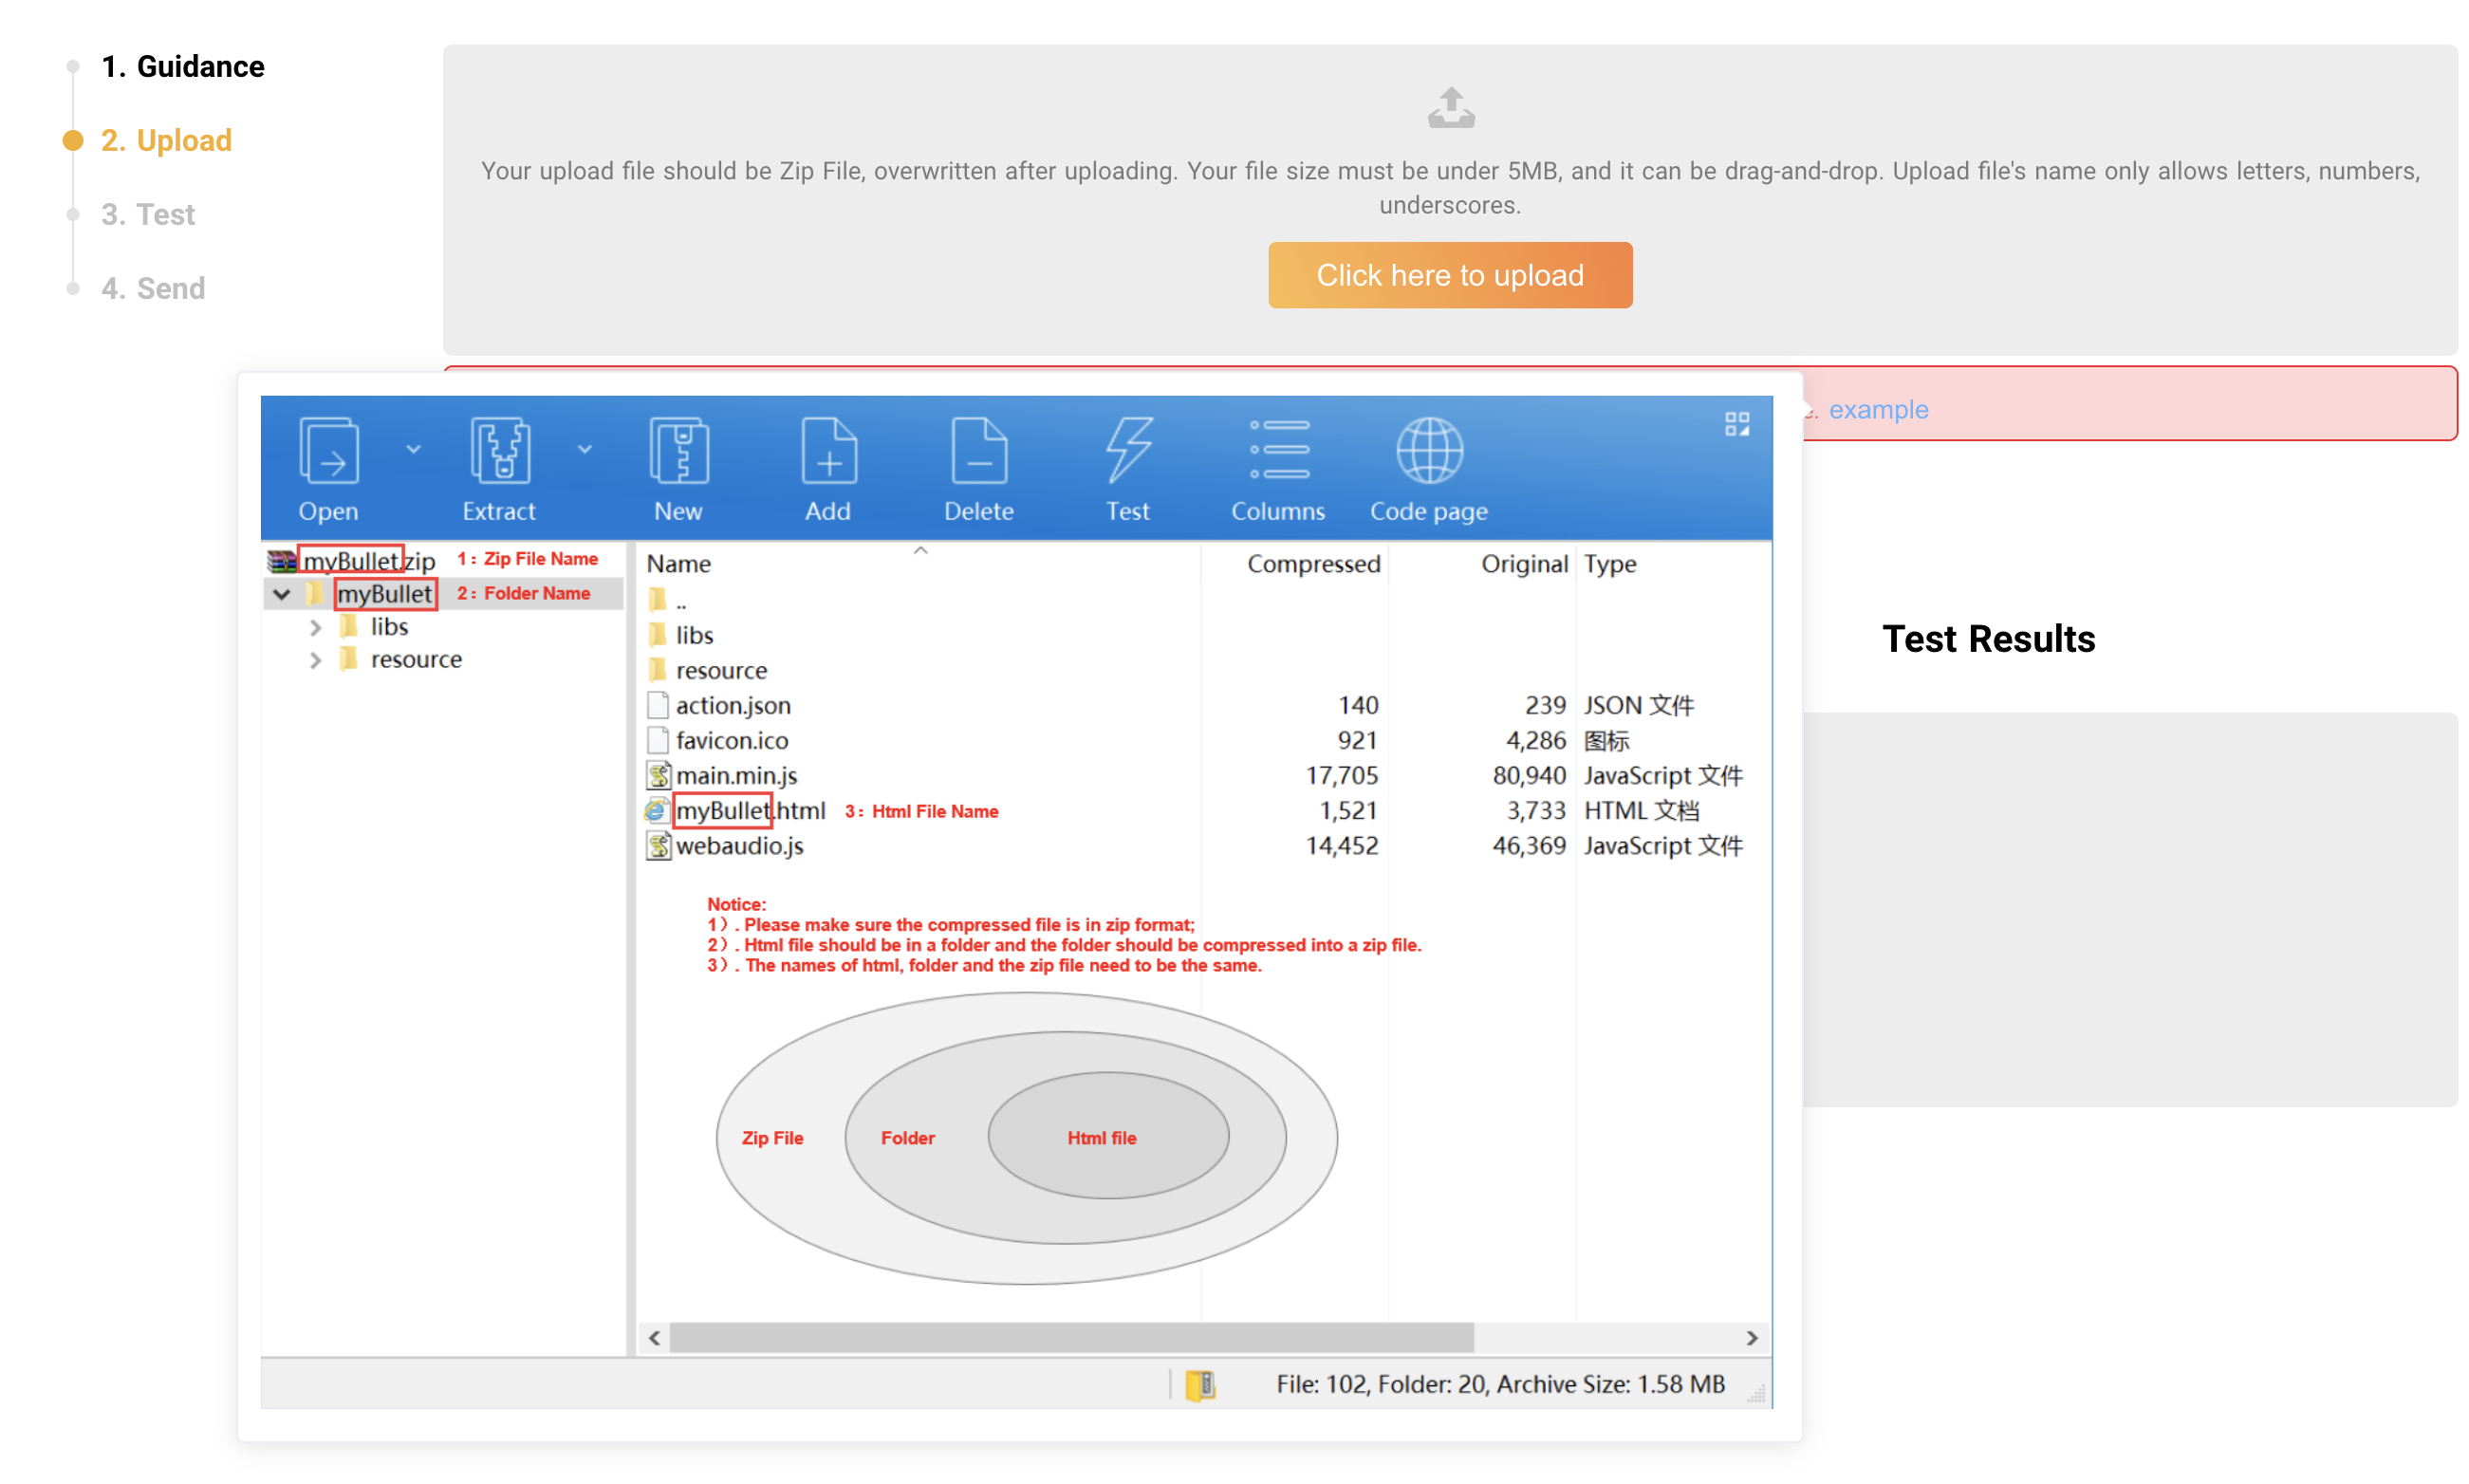 1. Guidance
2. Upload
3. Test
4. Send
Your upload file should be Zip File, overwritten after uploading. Your file size must be under 5MB, and it can be drag-and-drop. Upload file's name only allows letters, numbers,
underscores.
Click here to upload
example
Open
Extract
New
Add
Delete
Test
Columns
Code page
myBullet.zip
1：Zip File Name
myBullet
2：Folder Name
libs
resource
Name Compressed Original Type
..
libs
resource
action.json 140 239 JSON 文件
favicon.ico 921 4,286 图标
main.min.js 17,705 80,940 JavaScript 文件
myBullet.html 3：Html File Name 1,521 3,733 HTML 文档
webaudio.js 14,452 46,369 JavaScript 文件
Notice:
1）. Please make sure the compressed file is in zip format;
2）. Html file should be in a folder and the folder should be compressed into a zip file.
3）. The names of html, folder and the zip file need to be the same.
Zip File
Folder
Html file
File: 102, Folder: 20, Archive Size: 1.58 MB
Test Results